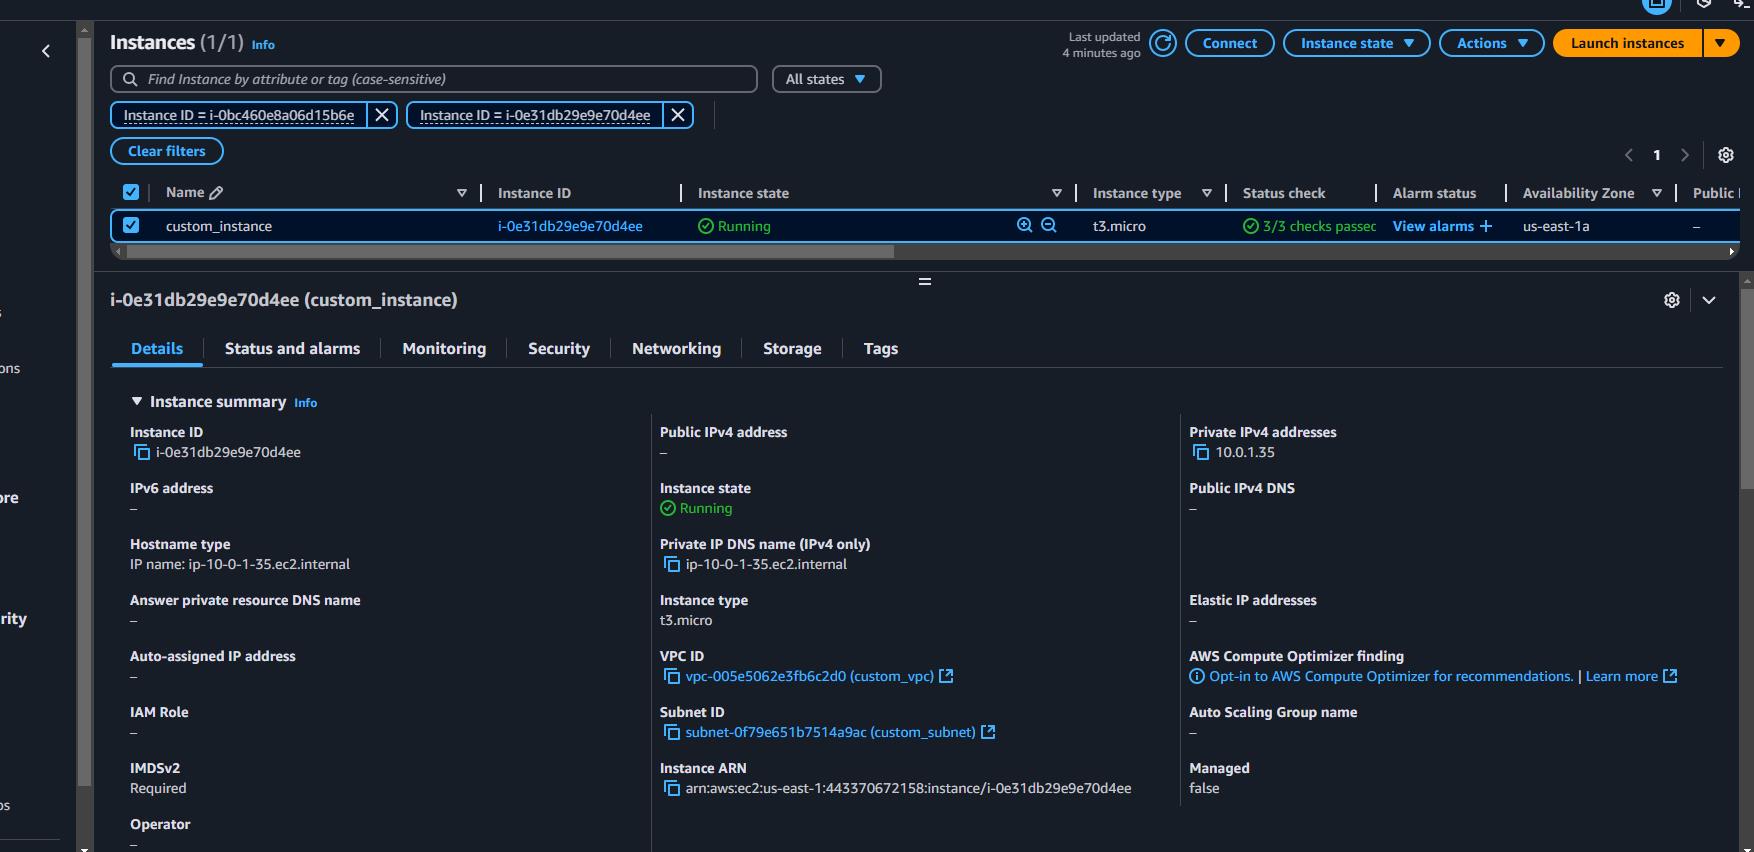 Instances (1/1) Info
Last updated
4 minutes ago
Connect
Instance state
Actions
Launch instances
Find Instance by attribute or tag (case-sensitive)
All states
Instance ID = i-0bc460e8a06d15b6e
Instance ID = i-0e31db29e9e70d4ee
Clear filters
1
Name Instance ID Instance state Instance type Status check Alarm status Availability Zone Public
custom_instance i-0e31db29e9e70d4ee Running t3.micro 3/3 checks passec View alarms + us-east-1a –
i-0e31db29e9e70d4ee (custom_instance)
Details Status and alarms Monitoring Security Networking Storage Tags
Instance summary Info
Instance ID
i-0e31db29e9e70d4ee
Public IPv4 address
–
Private IPv4 addresses
10.0.1.35
IPv6 address
–
Instance state
Running
Public IPv4 DNS
–
Hostname type
IP name: ip-10-0-1-35.ec2.internal
Private IP DNS name (IPv4 only)
ip-10-0-1-35.ec2.internal
Answer private resource DNS name
–
Instance type
t3.micro
Elastic IP addresses
–
Auto-assigned IP address
–
VPC ID
vpc-005e5062e3fb6c2d0 (custom_vpc)
AWS Compute Optimizer finding
Opt-in to AWS Compute Optimizer for recommendations. | Learn more
IAM Role
–
Subnet ID
subnet-0f79e651b7514a9ac (custom_subnet)
Auto Scaling Group name
–
IMDSv2
Required
Instance ARN
arn:aws:ec2:us-east-1:443370672158:instance/i-0e31db29e9e70d4ee
Managed
false
Operator
–
ons
ore
rity